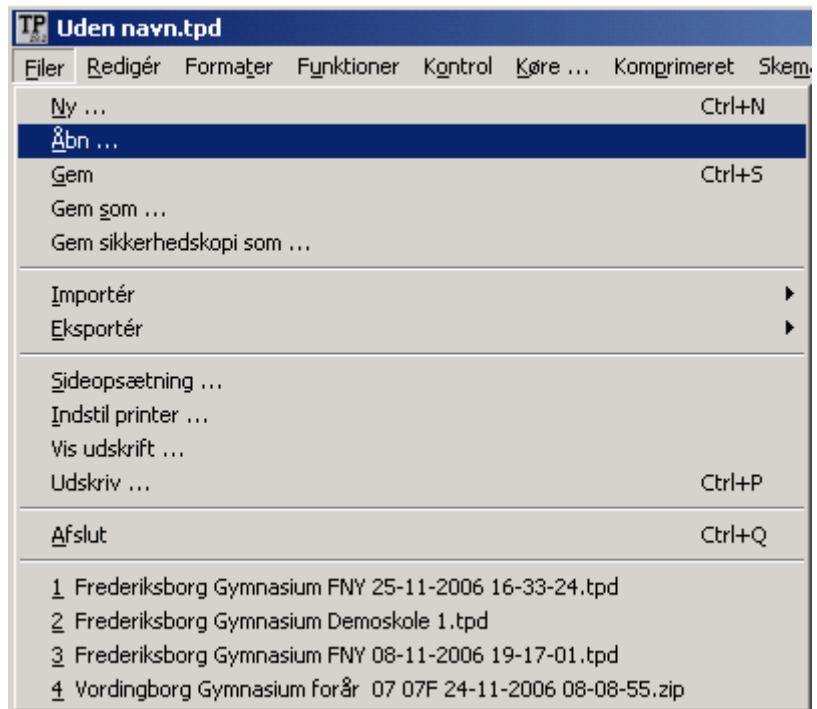 TP Uden navn.tpd
Filer Redigér Formater Funktioner Kontrol Køre ... Komprimeret Skem
Ny ... Ctrl+N
Åbn ...
Gem Ctrl+S
Gem som ...
Gem sikkerhedskopi som ...
Importér
Eksportér
Sideopsætning ...
Indstil printer ...
Vis udskrift ...
Udskriv ... Ctrl+P
Afslut Ctrl+Q
1 Frederiksborg Gymnasium FNY 25-11-2006 16-33-24.tpd
2 Frederiksborg Gymnasium Demoskole 1.tpd
3 Frederiksborg Gymnasium FNY 08-11-2006 19-17-01.tpd
4 Vordingborg Gymnasium forår 07 07F 24-11-2006 08-08-55.zip